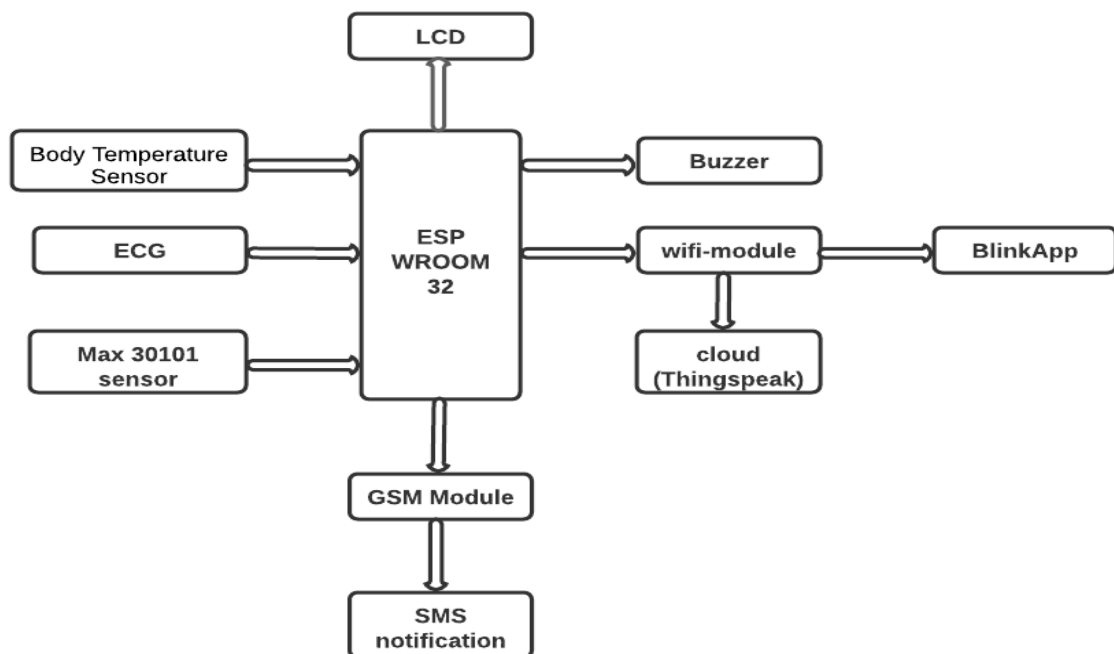 LCD
Body Temperature
Sensor
Buzzer
ECG
ESP
WROOM
32
wifi-module
BlinkApp
Max 30101
sensor
cloud
(Thingspeak)
GSM Module
SMS
notification